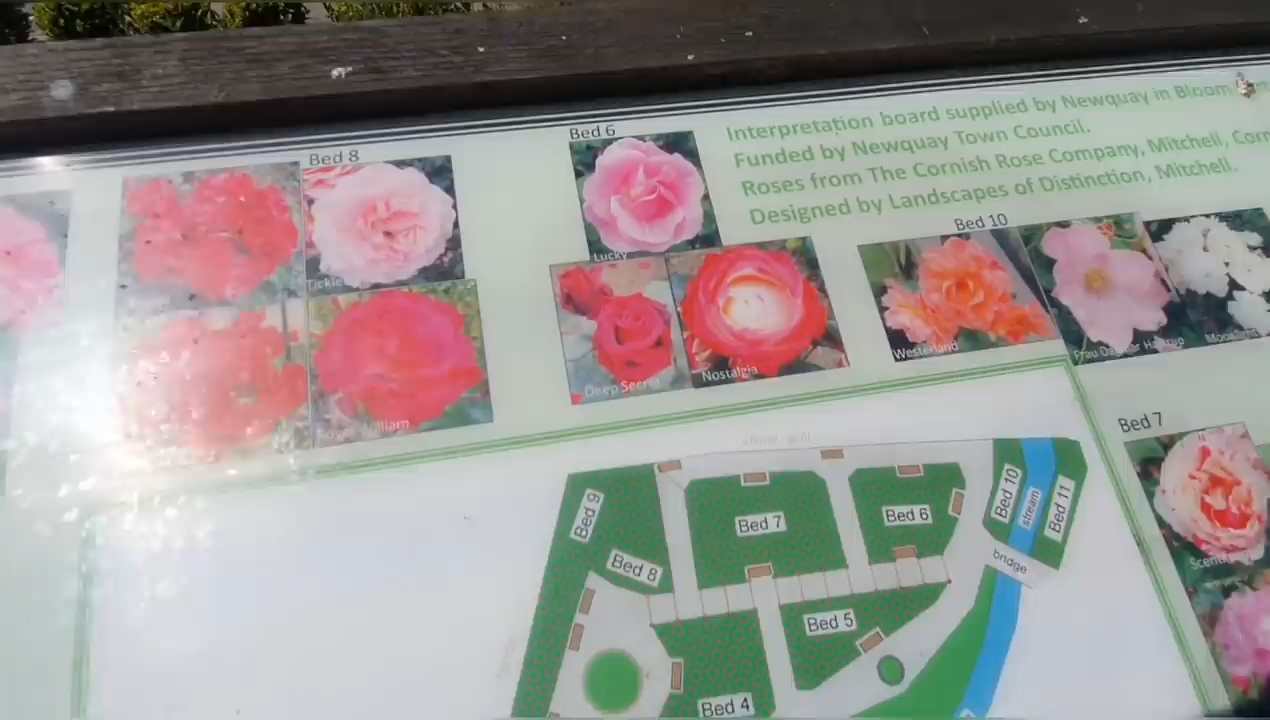 Interpretation board supplied by Newquay in Bloom
Funded by Newquay Town Council.
Roses from The Cornish Rose Company, Mitchell, Corn
Designed by Landscapes of Distinction, Mitchell.
Bed 8
Bed 6
Lucky
Deep Secret
Nostalgia
Bed 10
Westerland
Bed 7
Bed 9
Bed 8
Bed 7
Bed 6
Bed 10
stream
Bed 11
bridge
Bed 5
Bed 4